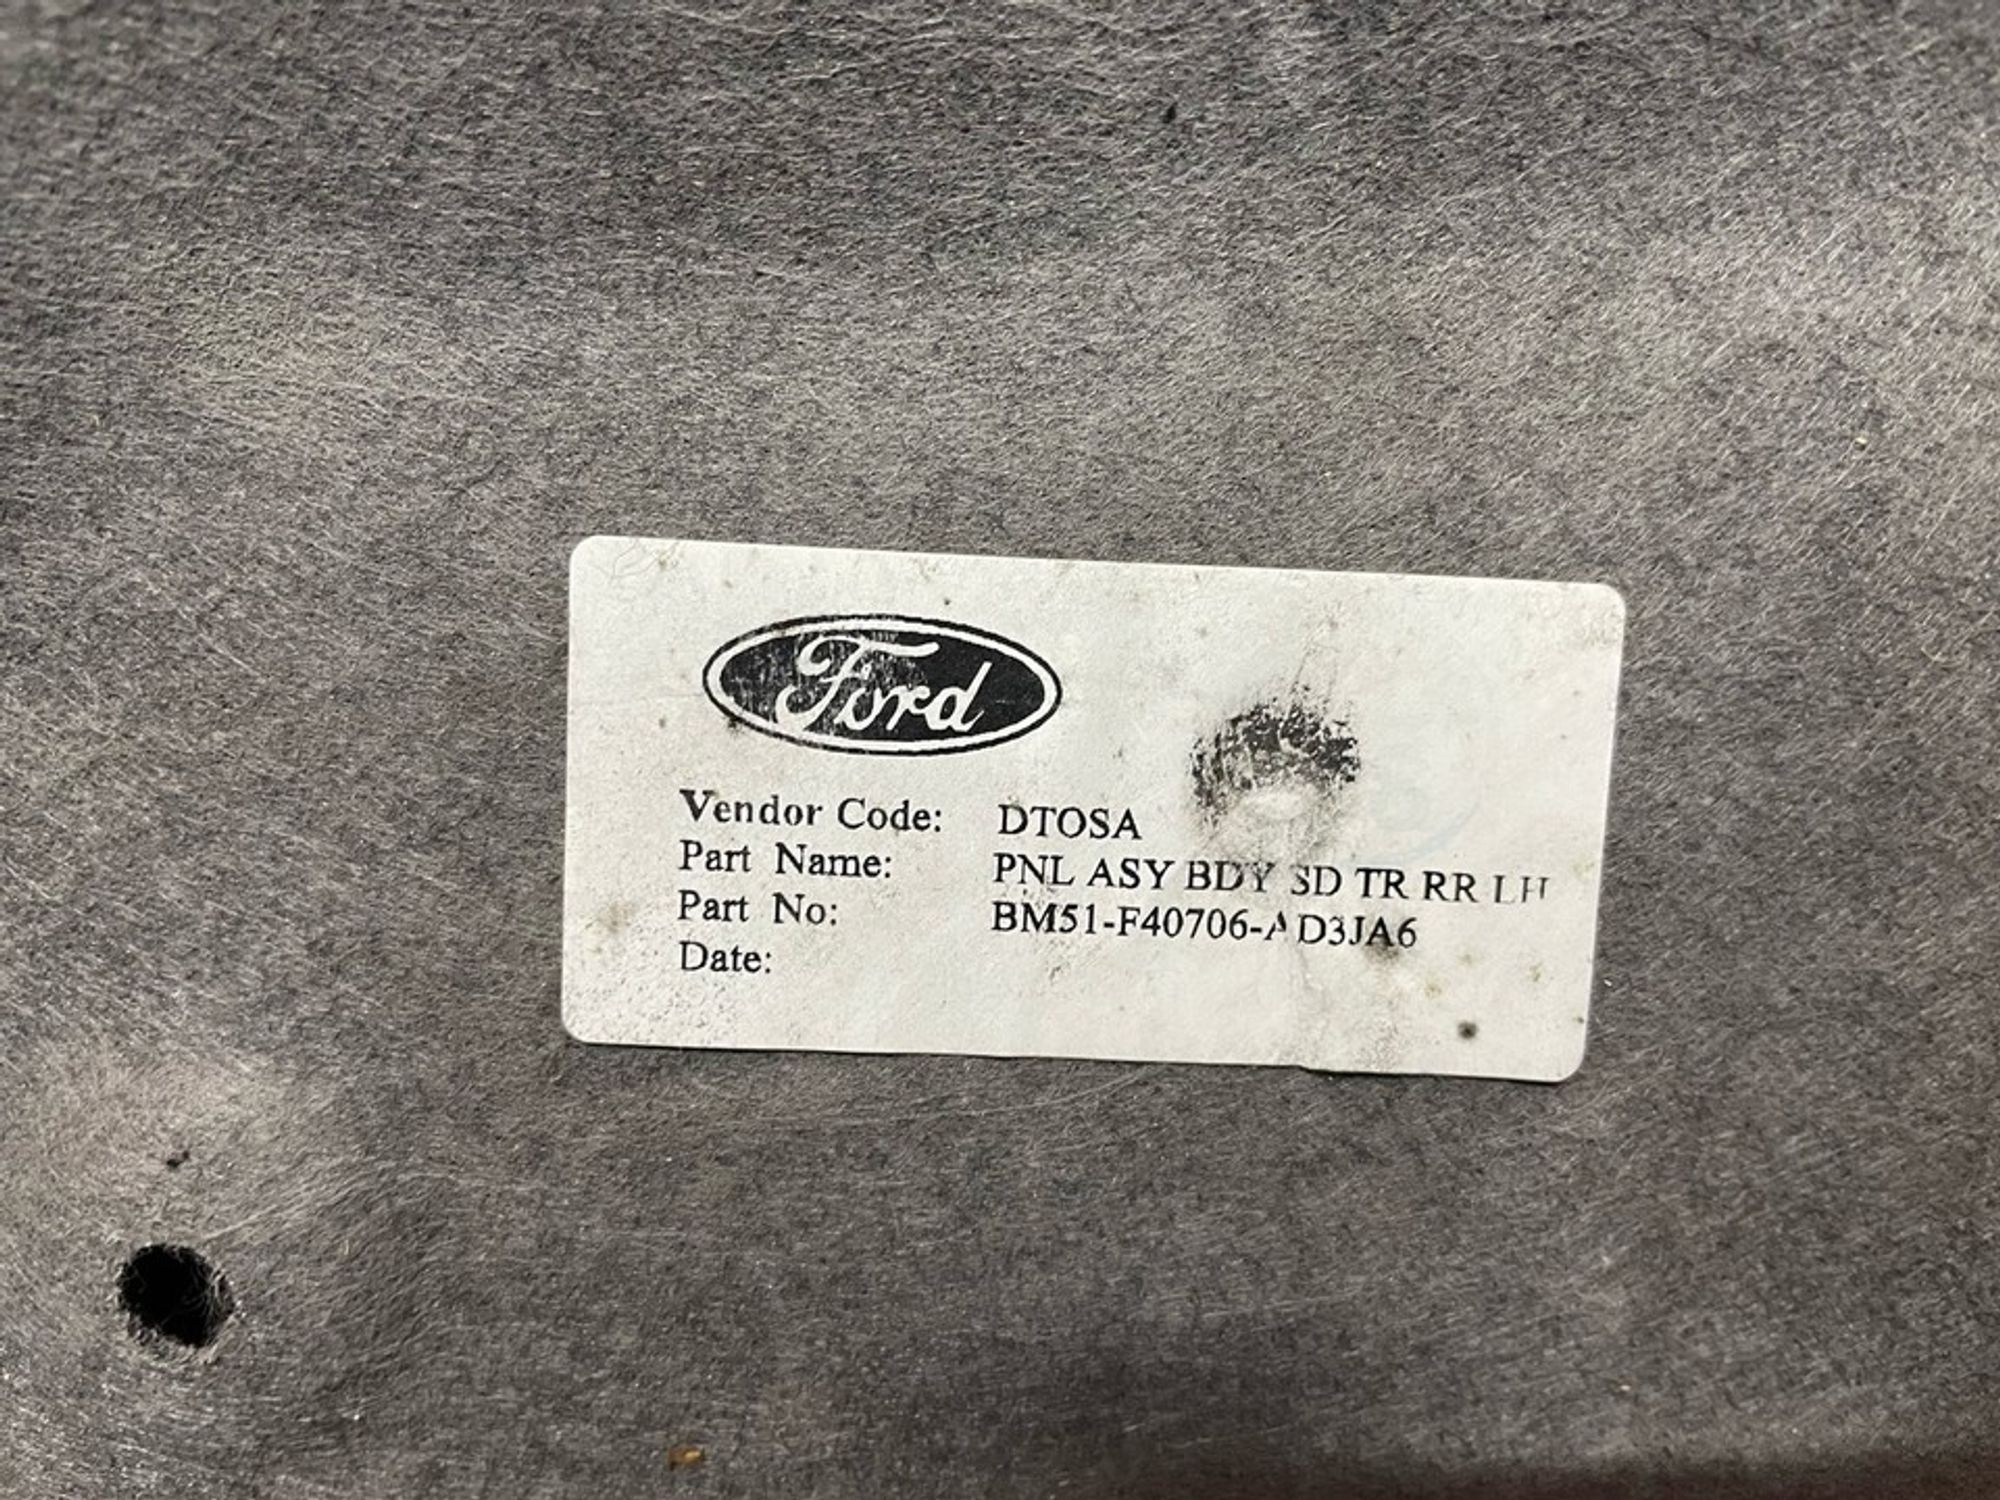 Ford
Vendor Code: DTOSA
Part Name: PNL ASY BDY SD TR RR LH
Part No: BM51-F40706-AD3JA6
Date: